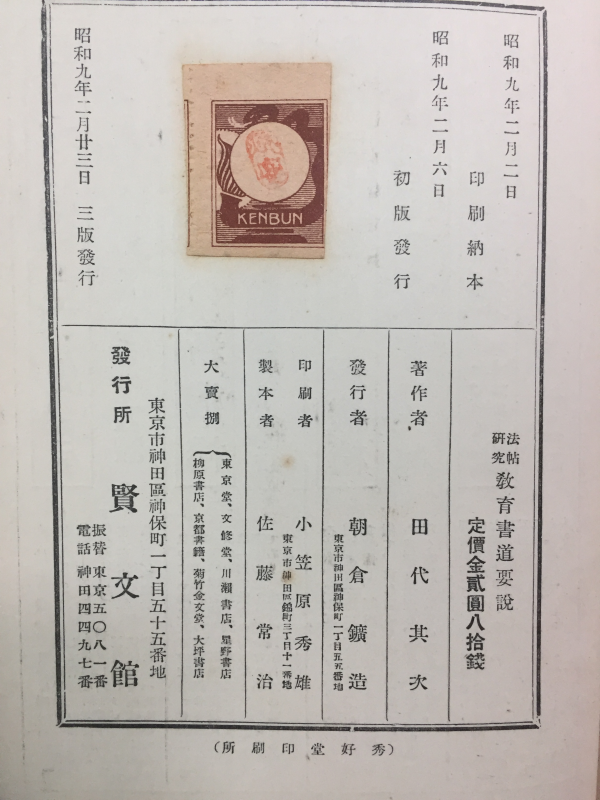 昭和九年二月二日
印刷納本
昭和九年二月六日
初版發行
KENBUN
昭和九年二月廿三日 三版發行
法帖研究 教育書道要說
定價金貳圓八拾錢
著作者 田代其次
發行者 朝倉鑛造
東京市神田區神保町一丁目五五番地
印刷者 小笠原秀雄
東京市神田區錦町三丁目十一番地
製本者 佐藤常治
大賣捌
東京堂、文修堂、川瀨書店、星野書店
柳原書店、京都書籍、菊竹金文堂、大坪書店
東京市神田區神保町一丁目五十五番地
發行所 賢文館
振替東京五〇八一番
電話神田四四九七番
(秀好堂印刷所)